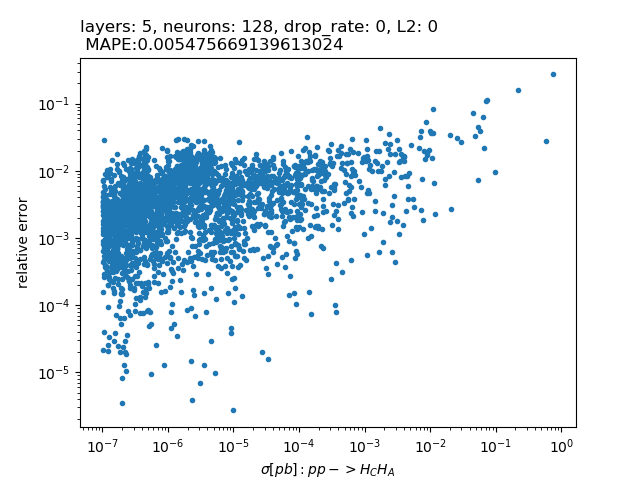 layers: 5, neurons: 128, drop_rate: 0, L2: 0
MAPE:0.005475669139613024
relative error
10⁻¹
10⁻²
10⁻³
10⁻⁴
10⁻⁵
10⁻⁷ 10⁻⁶ 10⁻⁵ 10⁻⁴ 10⁻³ 10⁻² 10⁻¹ 10⁰
σ[pb] : pp − > H_C H_A